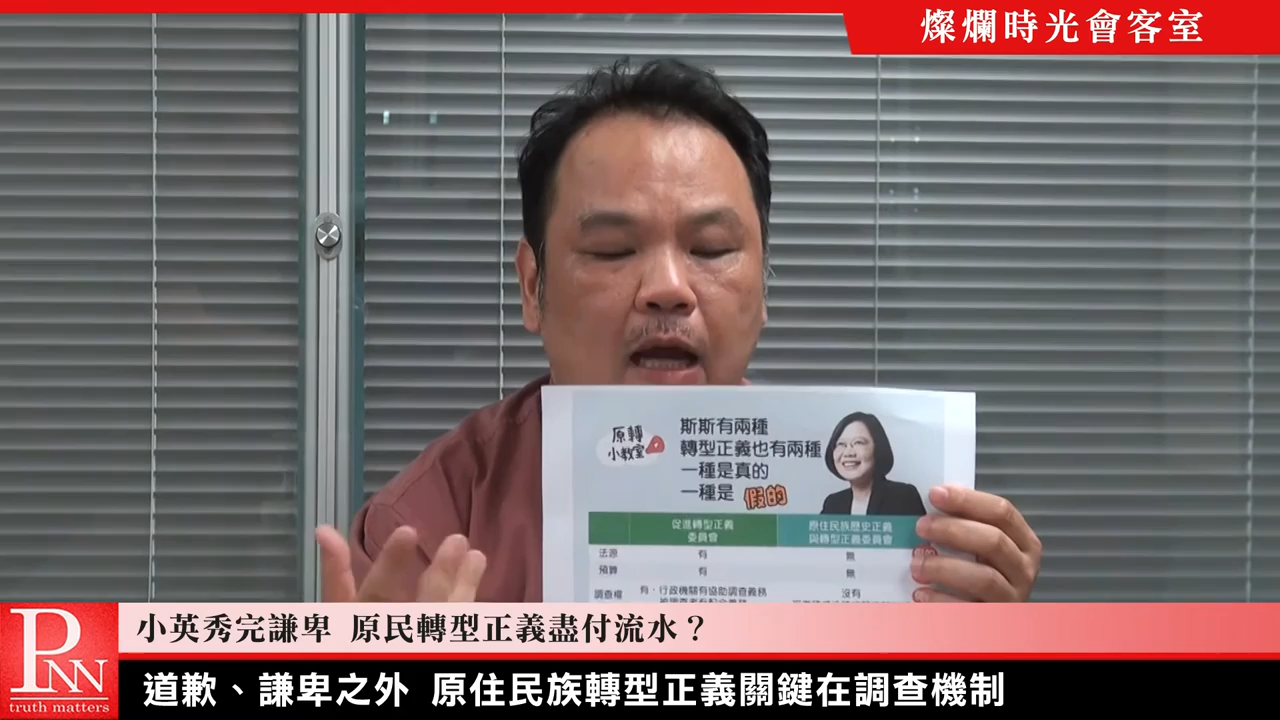 燦爛時光會客室
原轉
小教室
斯斯有兩種
轉型正義也有兩種
一種是真的
一種是 假的
促進轉型正義
委員會
原住民族歷史正義
與轉型正義委員會
法源 有 無 假的
預算 有 無
調查權 有、行政機關有協助調查義務 沒有
PNN
truth matters
小英秀完謙卑 原民轉型正義盡付流水？
道歉、謙卑之外 原住民族轉型正義關鍵在調查機制